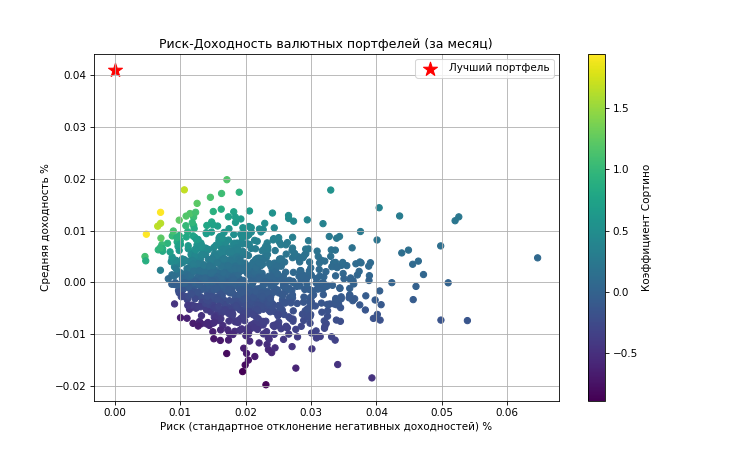 Риск-Доходность валютных портфелей (за месяц)
Лучший портфель
Средняя доходность %
0.04
0.03
0.02
0.01
0.00
−0.01
−0.02
0.00 0.01 0.02 0.03 0.04 0.05 0.06
Риск (стандартное отклонение негативных доходностей) %
1.5
1.0
0.5
0.0
−0.5
Коэффициент Сортино